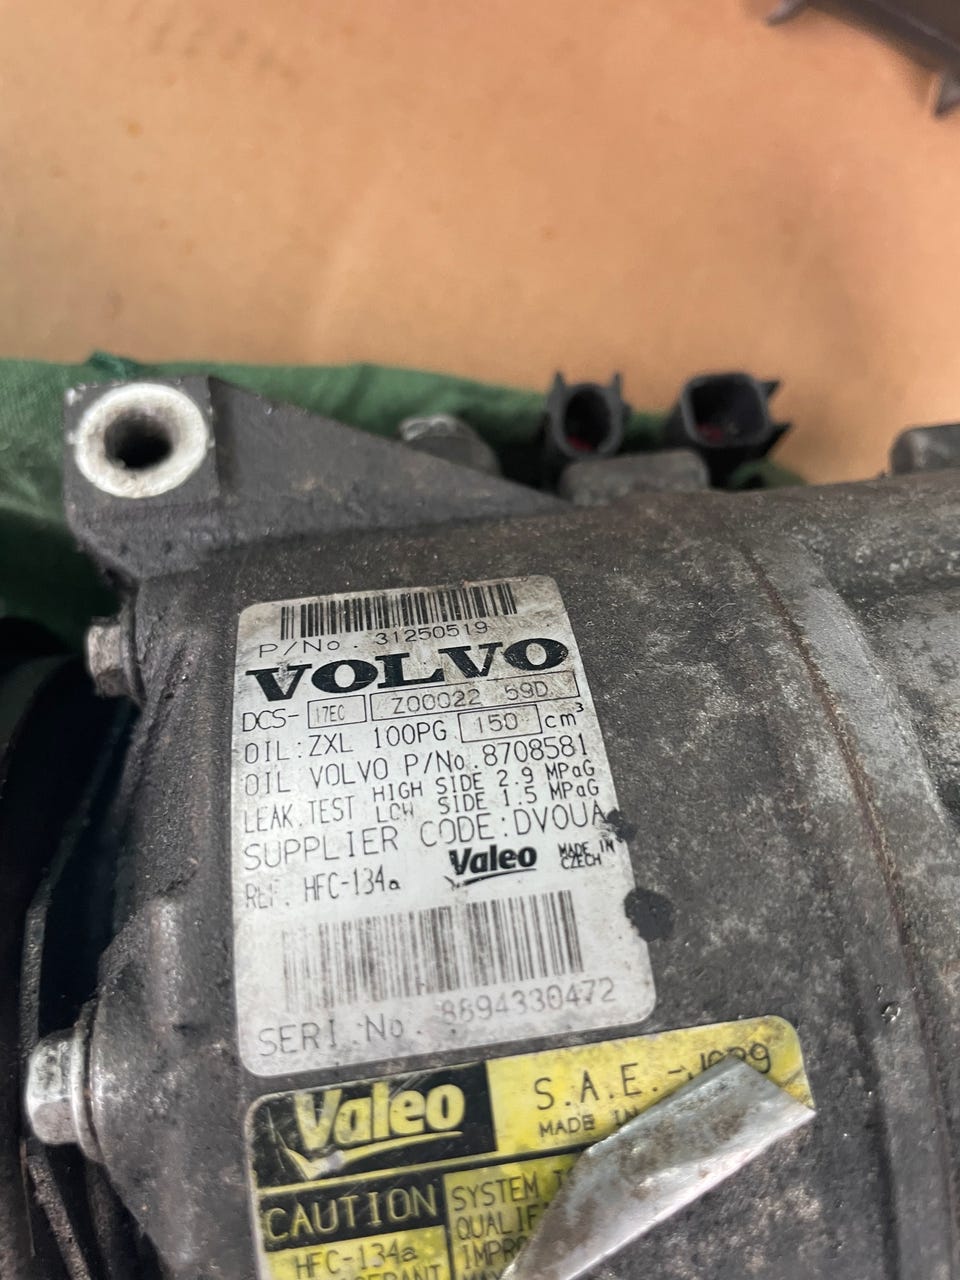 P/No. 31250519
VOLVO
DCS- 17EC Z00022 59D
OIL:ZXL 100PG 150 cm³
OIL VOLVO P/No.8708581
LEAK.TEST HIGH SIDE 2.9 MPaG
LOW SIDE 1.5 MPaG
SUPPLIER CODE:DVOUA
REF. HFC-134a Valeo MADE IN CZECH
SERI.No. 8694330472
Valeo
S.A.E.-J
MADE IN
CAUTION
HFC-134a
SYSTEM